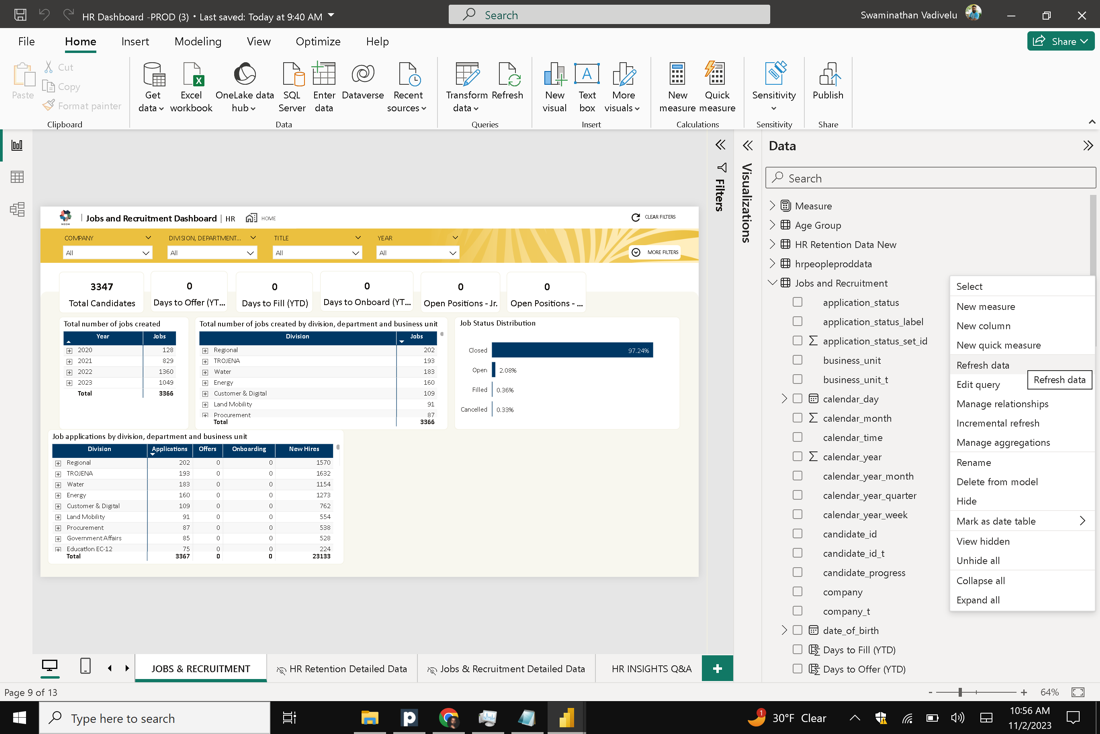 HR Dashboard -PROD (3) • Last saved: Today at 9:40 AM
Search
Swaminathan Vadivelu
File Home Insert Modeling View Optimize Help
Share
Paste
Cut
Copy
Format painter
Clipboard
Get data
Excel workbook
OneLake data hub
SQL Server
Enter data
Dataverse
Recent sources
Data
Transform data
Refresh
Queries
New visual
Text box
More visuals
Insert
New measure
Quick measure
Calculations
Sensitivity
Sensitivity
Publish
Share
Filters
Visualizations
Data
Search
Measure
Age Group
HR Retention Data New
hrpeopleproddata
Jobs and Recruitment
application_status
application_status_label
application_status_set_id
business_unit
business_unit_t
calendar_day
calendar_month
calendar_time
calendar_year
calendar_year_month
calendar_year_quarter
calendar_year_week
candidate_id
candidate_id_t
candidate_progress
company
company_t
date_of_birth
Days to Fill (YTD)
Days to Offer (YTD)
Select
New measure
New column
New quick measure
Refresh data
Edit query
Refresh data
Manage relationships
Incremental refresh
Manage aggregations
Rename
Delete from model
Hide
Mark as date table
View hidden
Unhide all
Collapse all
Expand all
Jobs and Recruitment Dashboard | HR
HOME
CLEAR FILTERS
COMPANY
DIVISION, DEPARTMENT...
TITLE
YEAR
All
All
All
All
MORE FILTERS
3347
Total Candidates
0
Days to Offer (YT...
0
Days to Fill (YTD)
0
Days to Onboard (YT...
0
Open Positions - Jr.
0
Open Positions - ...
Total number of jobs created
Year Jobs
2020 128
2021 829
2022 1360
2023 1049
Total 3366
Total number of jobs created by division, department and business unit
Division Jobs
Regional 202
TROJENA 193
Water 183
Energy 160
Customer & Digital 109
Land Mobility 91
Procurement 87
Total 3366
Job Status Distribution
Closed 97.24%
Open 2.08%
Filled 0.36%
Cancelled 0.33%
Job applications by division, department and business unit
Division Applications Offers Onboarding New Hires
Regional 202 0 0 1570
TROJENA 193 0 0 1632
Water 183 0 0 1154
Energy 160 0 0 1273
Customer & Digital 109 0 0 762
Land Mobility 91 0 0 554
Procurement 87 0 0 538
Government Affairs 85 0 0 528
Education EC-12 75 0 0 224
Total 3367 0 0 23133
JOBS & RECRUITMENT
HR Retention Detailed Data
Jobs & Recruitment Detailed Data
HR INSIGHTS Q&A
Page 9 of 13
- + 64%
Type here to search
1
30°F Clear
10:56 AM
11/2/2023